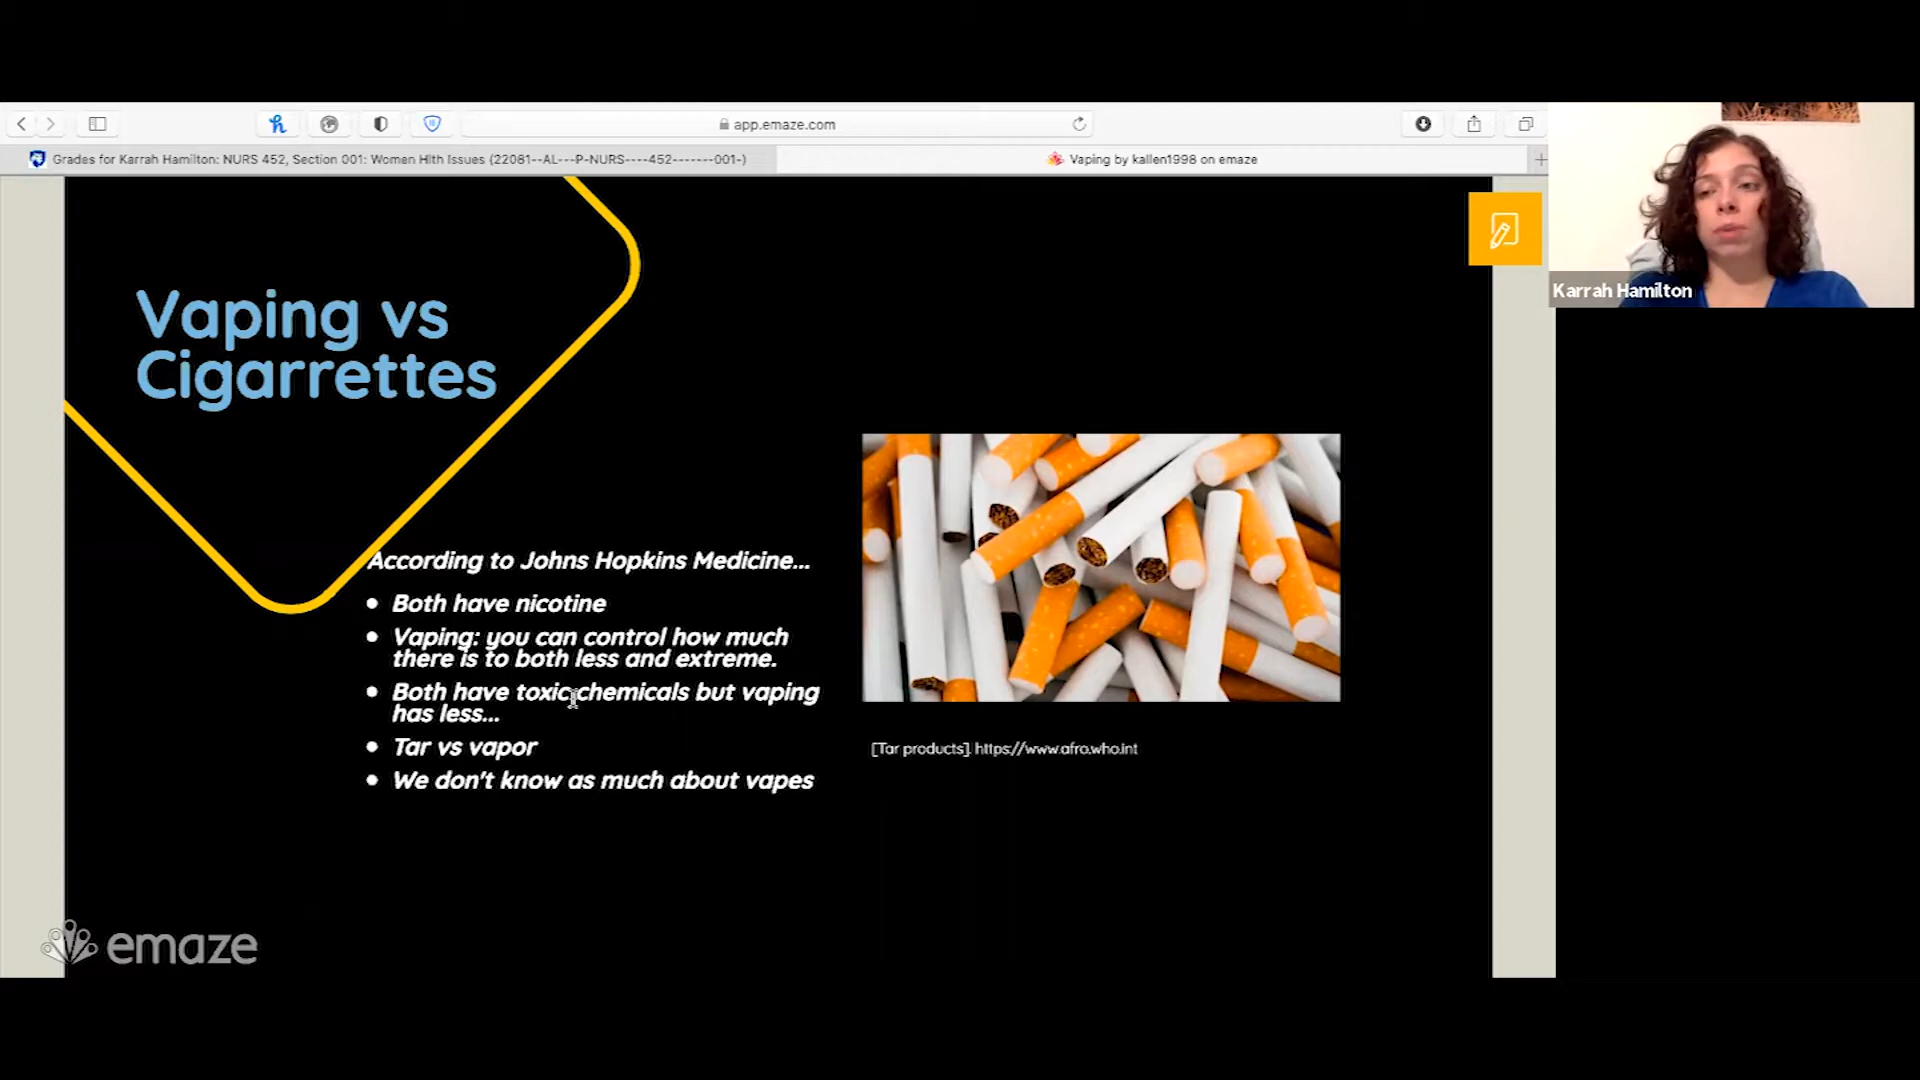 app.emaze.com
Grades for Karrah Hamilton: NURS 452, Section 001: Women Hlth Issues (22081--AL---P-NURS----452-------001-)
Vaping by kallen1998 on emaze
Karrah Hamilton
Vaping vs
Cigarrettes
According to Johns Hopkins Medicine...
• Both have nicotine
• Vaping: you can control how much
there is to both less and extreme.
• Both have toxic chemicals but vaping
has less...
• Tar vs vapor
• We don't know as much about vapes
[Tar products]. https://www.afro.who.int
emaze